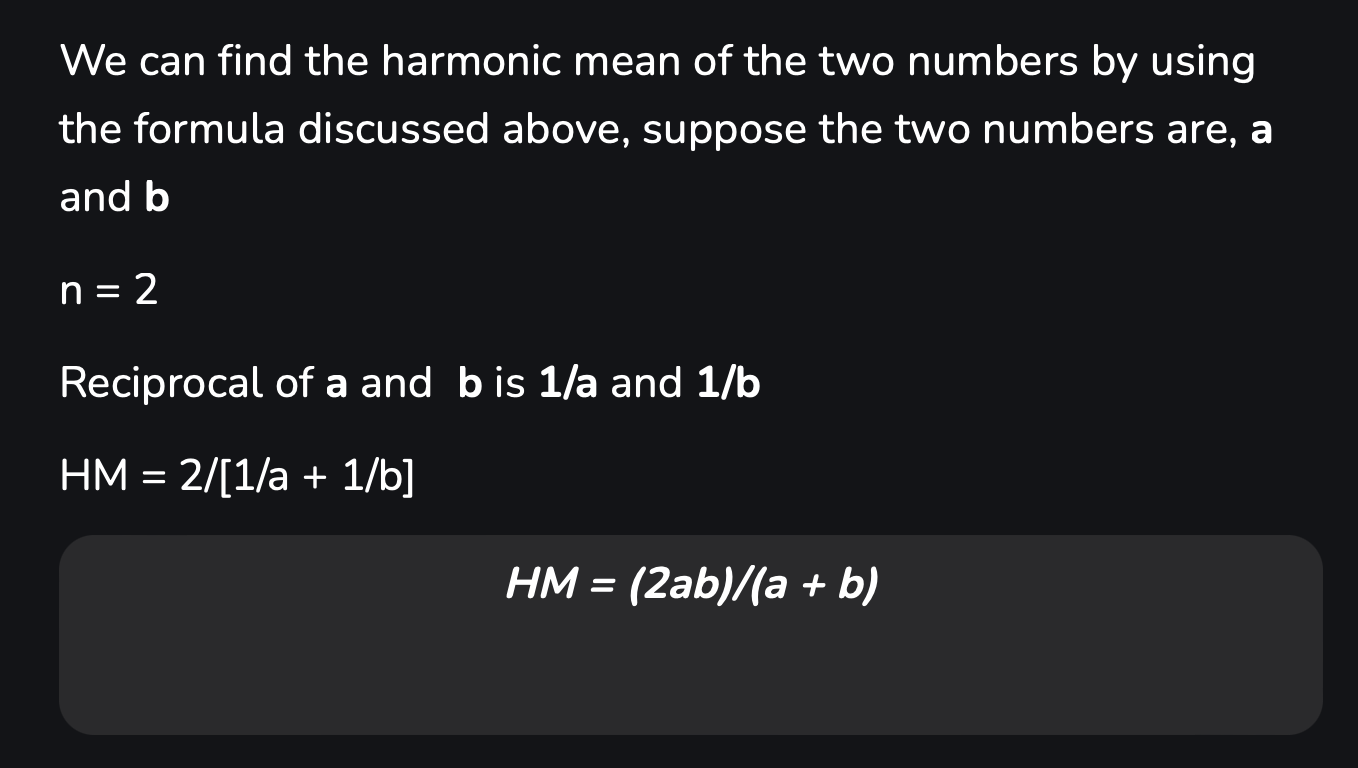 We can find the harmonic mean of the two numbers by using
the formula discussed above, suppose the two numbers are, a
and b
n = 2
Reciprocal of a and  b is 1/a and 1/b
HM = 2/[1/a + 1/b]
HM = (2ab)/(a + b)